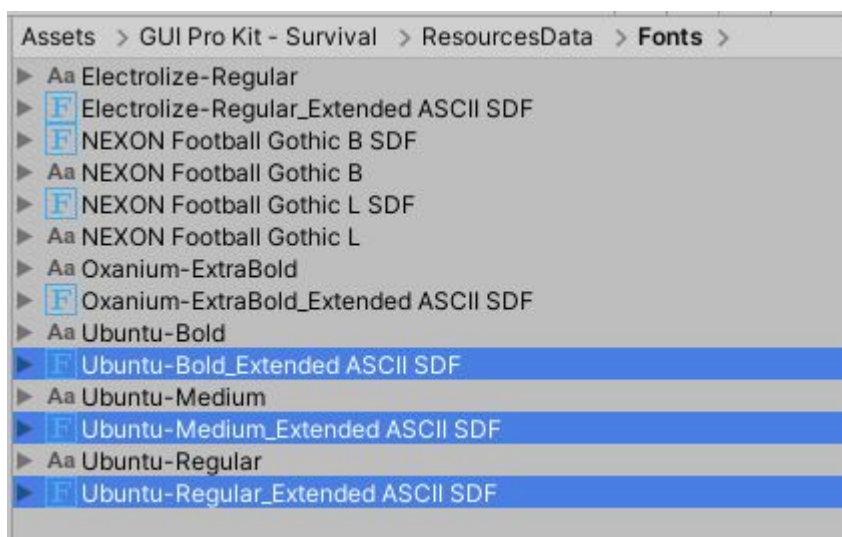 Assets > GUI Pro Kit - Survival > ResourcesData > Fonts >
Aa Electrolize-Regular
F Electrolize-Regular_Extended ASCII SDF
F NEXON Football Gothic B SDF
Aa NEXON Football Gothic B
F NEXON Football Gothic L SDF
Aa NEXON Football Gothic L
Aa Oxanium-ExtraBold
F Oxanium-ExtraBold_Extended ASCII SDF
Aa Ubuntu-Bold
F Ubuntu-Bold_Extended ASCII SDF
Aa Ubuntu-Medium
F Ubuntu-Medium_Extended ASCII SDF
Aa Ubuntu-Regular
F Ubuntu-Regular_Extended ASCII SDF